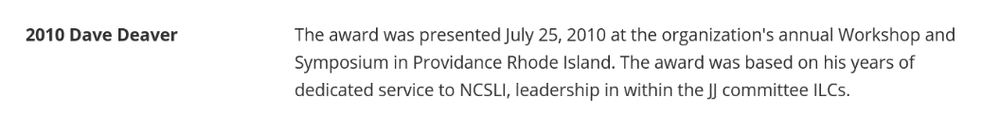 2010 Dave Deaver The award was presented July 25, 2010 at the organization's annual Workshop and
Symposium in Providance Rhode Island. The award was based on his years of
dedicated service to NCSLI, leadership in within the JJ committee ILCs.